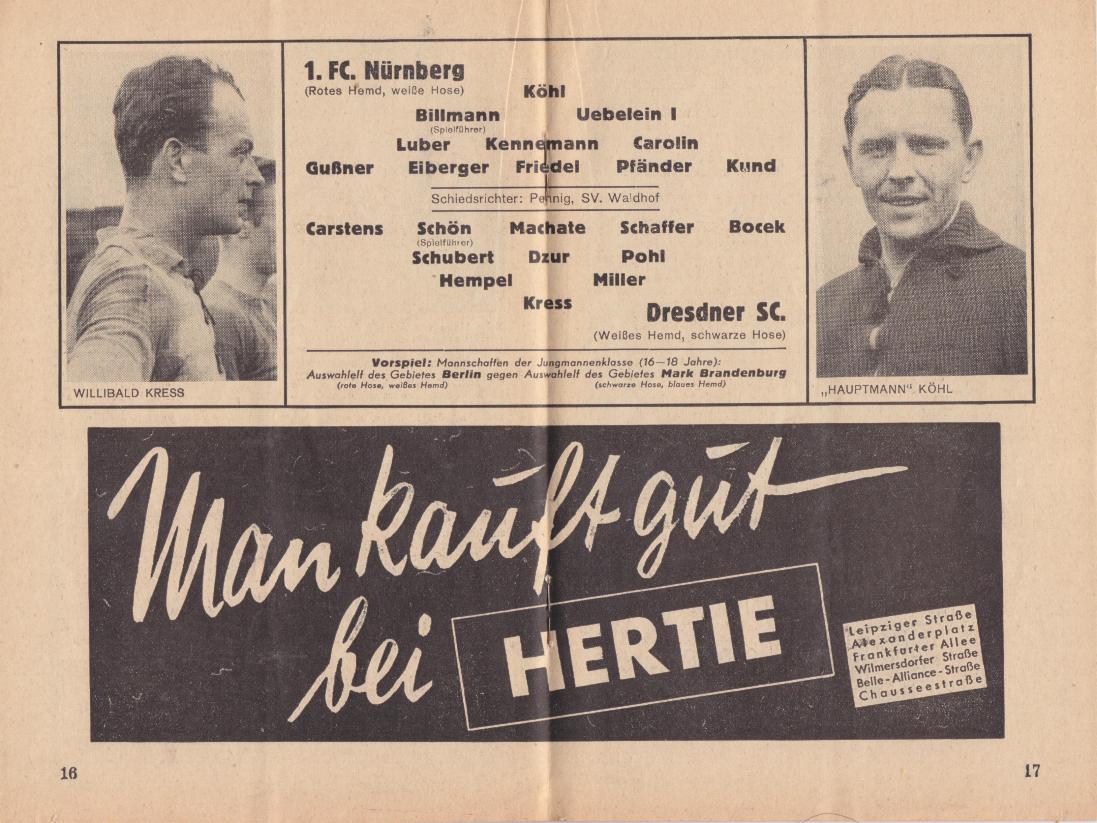 1. FC. Nürnberg
(Rotes Hemd, weiße Hose)
Köhl
Billmann Uebelein I
(Spielführer)
Luber Kennemann Carolin
Gußner Eiberger Friedel Pfänder Kund
Schiedsrichter: Pennig, SV. Waldhof
Carstens Schön Machate Schaffer Bocek
(Spielführer)
Schubert Dzur Pohl
Hempel Miller
Kress
Dresdner SC.
(Weißes Hemd, schwarze Hose)
Vorspiel: Mannschaften der Jungmannenklasse (16—18 Jahre):
Auswahlelf des Gebietes Berlin gegen Auswahlelf des Gebietes Mark Brandenburg
(rote Hose, weißes Hemd) (schwarze Hose, blaues Hemd)
WILLIBALD KRESS
„HAUPTMANN“ KÖHL
Man kauft gut
bei HERTIE
Leipziger Straße
Alexanderplatz
Frankfurter Allee
Wilmersdorfer Straße
Belle-Alliance-Straße
Chausseestraße
16
17